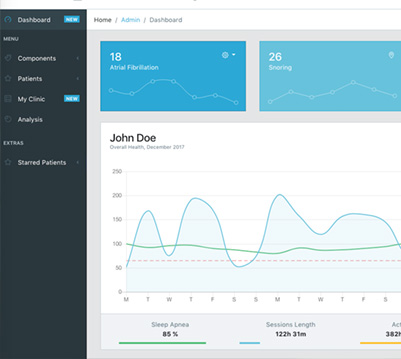 Dashboard NEW
Home / Admin / Dashboard
MENU
Components
Patients
My Clinic NEW
Analysis
EXTRAS
Starred Patients
18
Atrial Fibrillation
26
Snoring
John Doe
Overall Health, December 2017
250
200
150
100
50
0
M T W T F S S M T W T F S
Sleep Apnea
85 %
Sessions Length
122h 31m
Act
382h